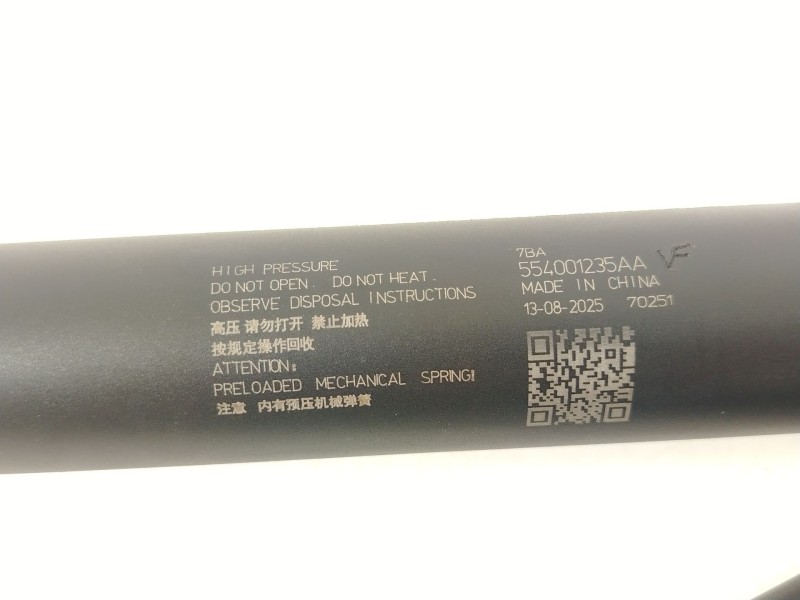 HIGH PRESSURE
DO NOT OPEN. DO NOT HEAT.
OBSERVE DISPOSAL INSTRUCTIONS
高压 请勿打开 禁止加热
按规定操作回收
ATTENTION:
PRELOADED MECHANICAL SPRING!
注意 内有预压机械弹簧
7BA
554001235AA VF
MADE IN CHINA
13-08-2025 70251